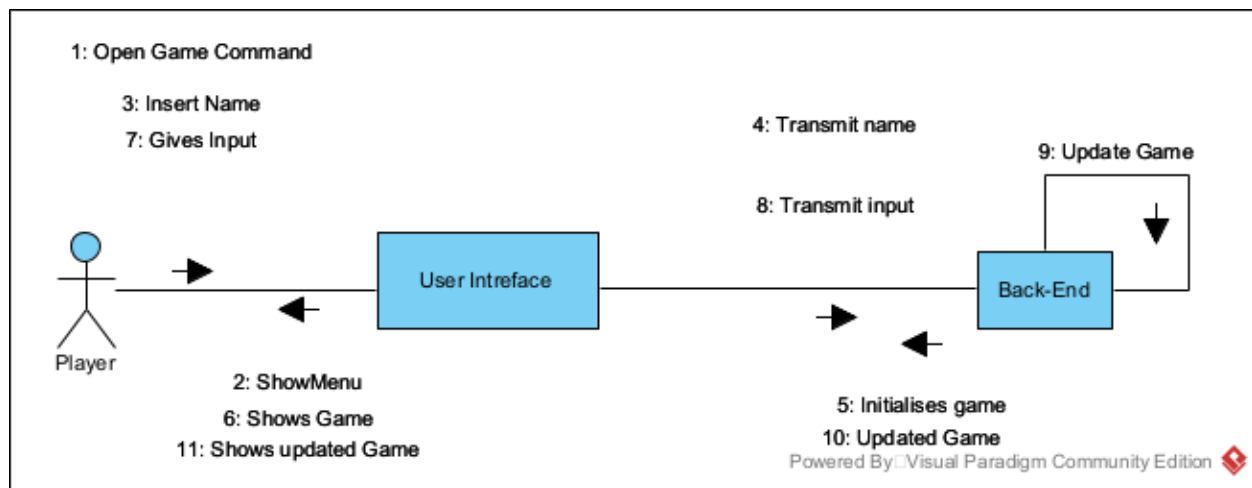 1: Open Game Command
3: Insert Name
7: Gives Input
4: Transmit name
9: Update Game
8: Transmit input
User Intreface
Back-End
Player
2: ShowMenu
6: Shows Game
11: Shows updated Game
5: Initialises game
10: Updated Game
Powered By Visual Paradigm Community Edition